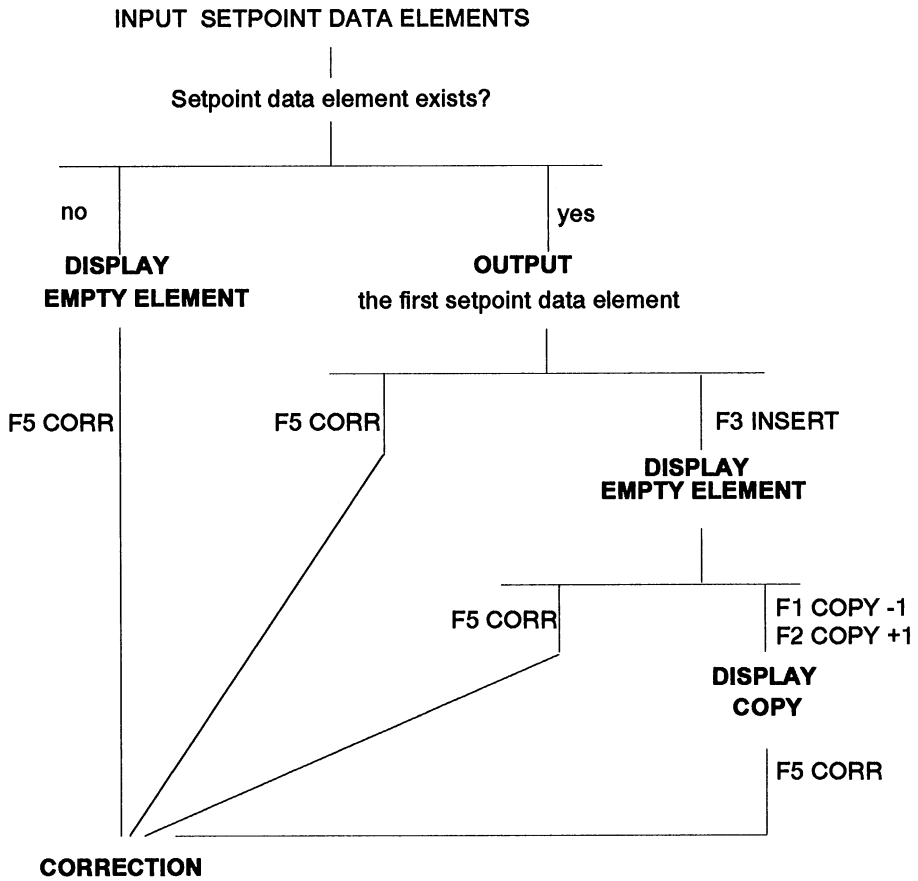 INPUT SETPOINT DATA ELEMENTS
Setpoint data element exists?
no
yes
DISPLAY
EMPTY ELEMENT
OUTPUT
the first setpoint data element
F5 CORR
F5 CORR
F3 INSERT
DISPLAY
EMPTY ELEMENT
F5 CORR
F1 COPY -1
F2 COPY +1
DISPLAY
COPY
F5 CORR
CORRECTION